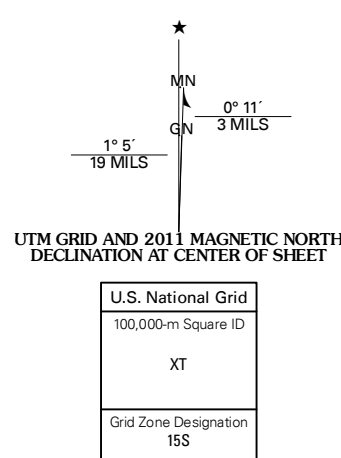 ★
MN
0° 11´
3 MILS
GN
1° 5´
19 MILS
UTM GRID AND 2011 MAGNETIC NORTH
DECLINATION AT CENTER OF SHEET
U.S. National Grid
100,000-m Square ID
XT
Grid Zone Designation
15S